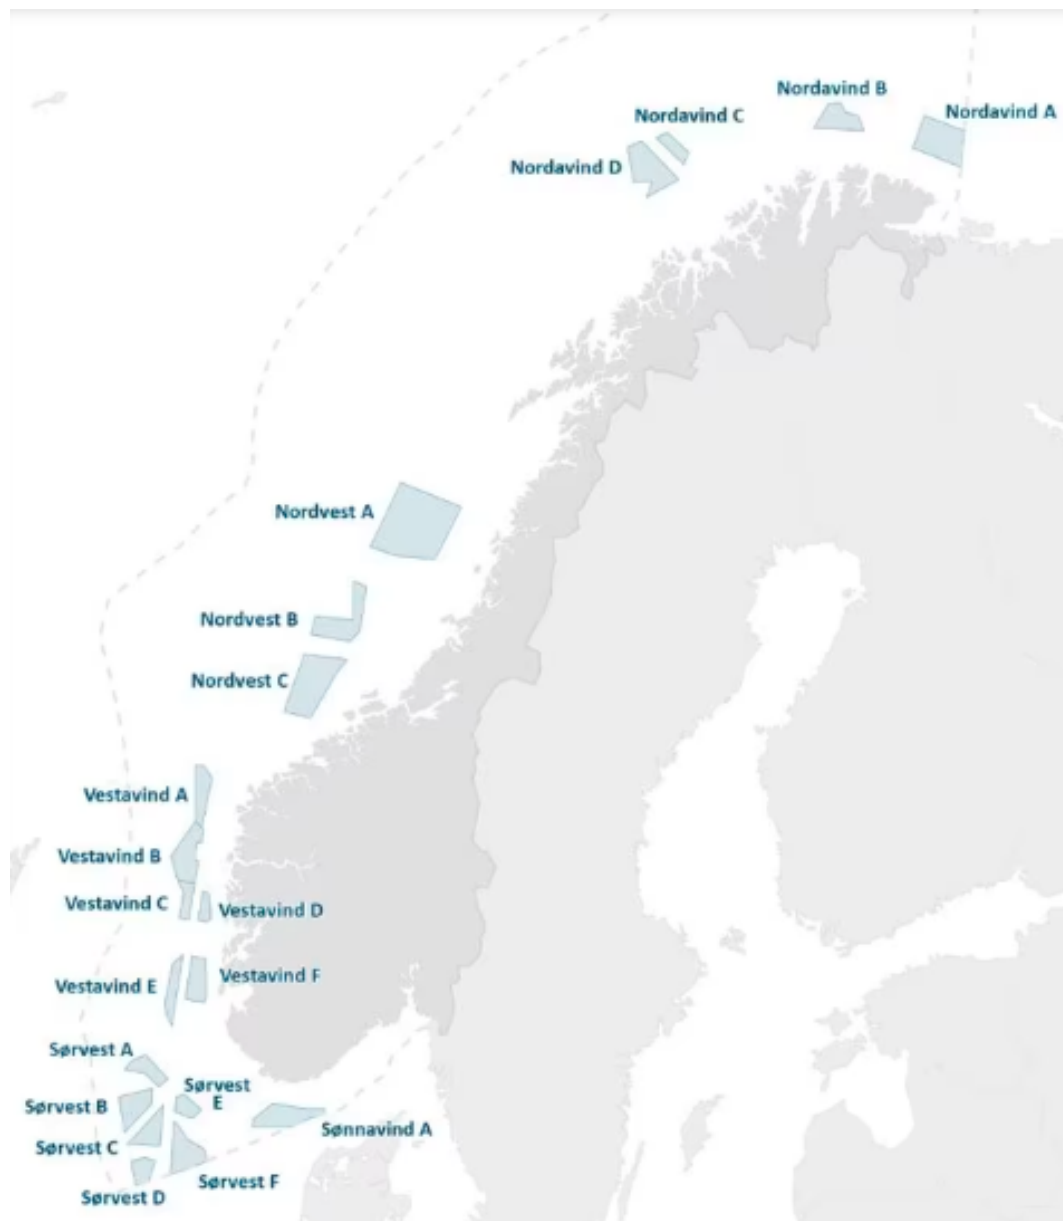 Nordavind B
Nordavind A
Nordavind C
Nordavind D
Nordvest A
Nordvest B
Nordvest C
Vestavind A
Vestavind B
Vestavind C
Vestavind D
Vestavind F
Vestavind E
Sørvest A
Sørvest
E
Sørvest B
Sønnavind A
Sørvest C
Sørvest F
Sørvest D